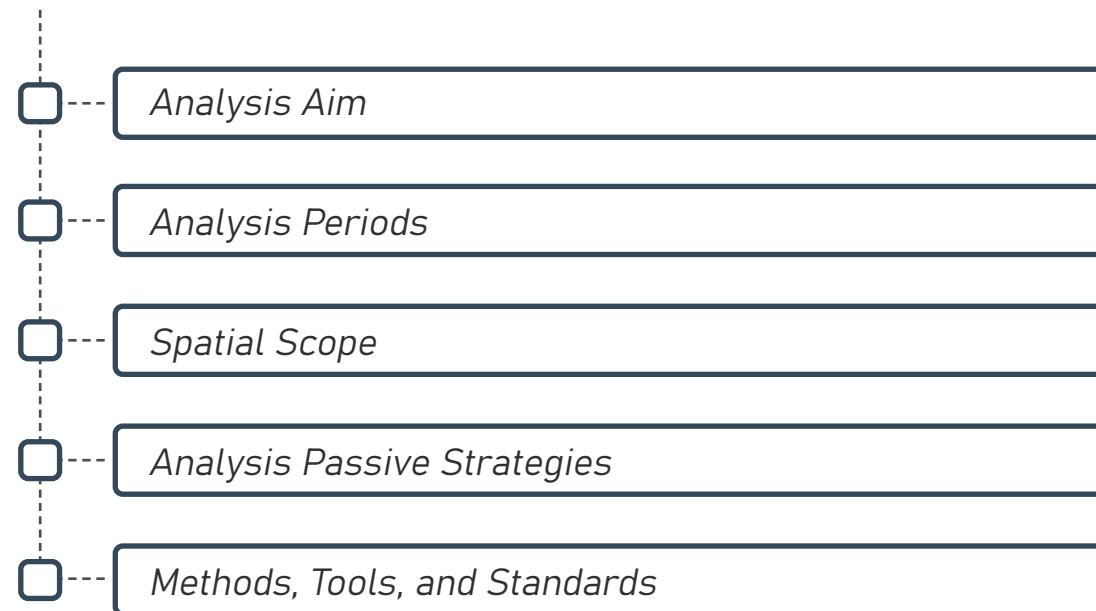 Analysis Aim
Analysis Periods
Spatial Scope
Analysis Passive Strategies
Methods, Tools, and Standards